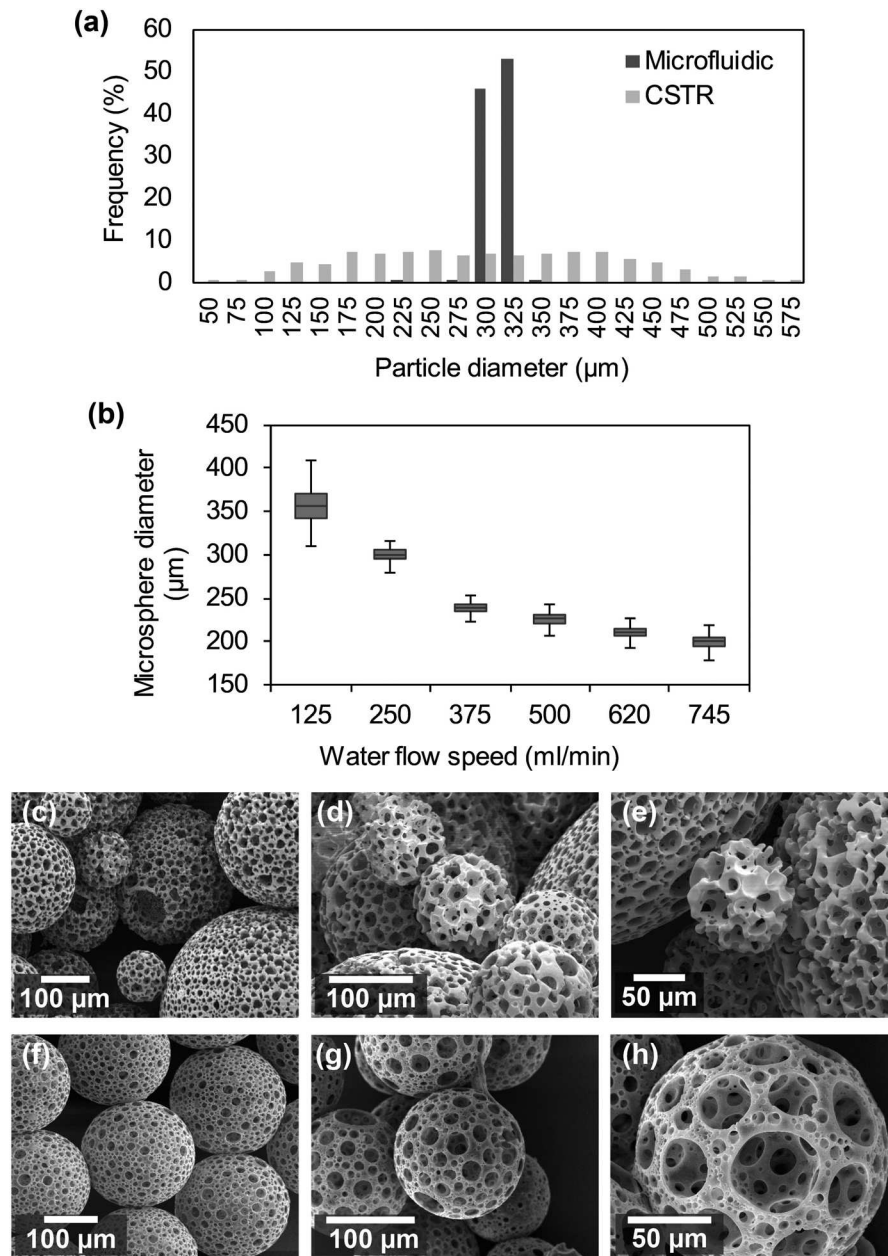 (a)
60
50
40
30
20
10
0
Frequency (%)
Microfluidic
CSTR
50
75
100
125
150
175
200
225
250
275
300
325
350
375
400
425
450
475
500
525
550
575
Particle diameter (µm)
(b)
450
400
350
300
250
200
150
Microsphere diameter
(µm)
125 250 375 500 620 745
Water flow speed (ml/min)
(c)
100 µm
(d)
100 µm
(e)
50 µm
(f)
100 µm
(g)
100 µm
(h)
50 µm